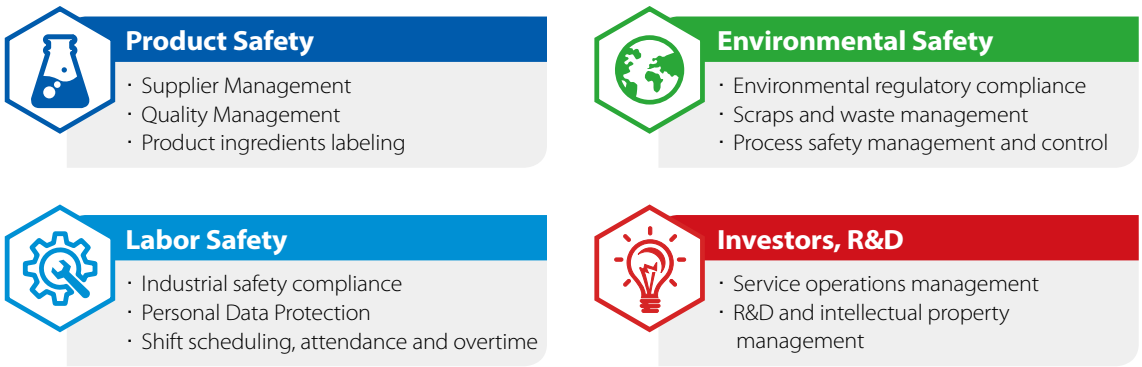 Product Safety
· Supplier Management
· Quality Management
· Product ingredients labeling
Environmental Safety
· Environmental regulatory compliance
· Scraps and waste management
· Process safety management and control
Labor Safety
· Industrial safety compliance
· Personal Data Protection
· Shift scheduling, attendance and overtime
Investors, R&D
· Service operations management
· R&D and intellectual property
management